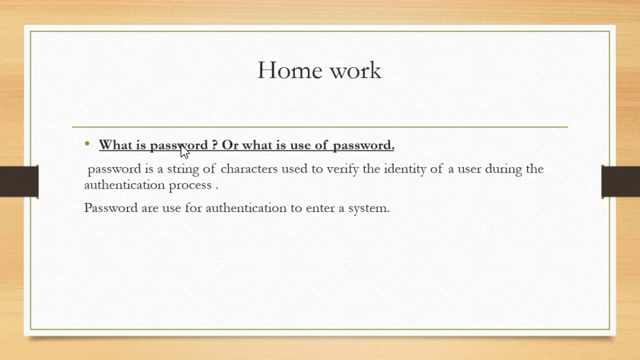 Home work
What is password ? Or what is use of password.
password is a string of characters used to verify the identity of a user during the
authentication process .
Password are use for authentication to enter a system.